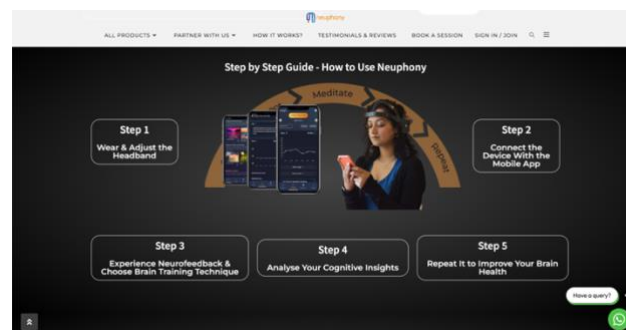 neuphony
ALL PRODUCTS
PARTNER WITH US
HOW IT WORKS?
TESTIMONIALS & REVIEWS
BOOK A SESSION
SIGN IN / JOIN
Step by Step Guide - How to Use Neuphony
Meditate
Repeat
Step 1
Wear & Adjust the
Headband
Step 2
Connect the
Device With the
Mobile App
Step 3
Experience Neurofeedback &
Choose Brain Training Technique
Step 4
Analyse Your Cognitive Insights
Step 5
Repeat It to Improve Your Brain
Health
Have a query?